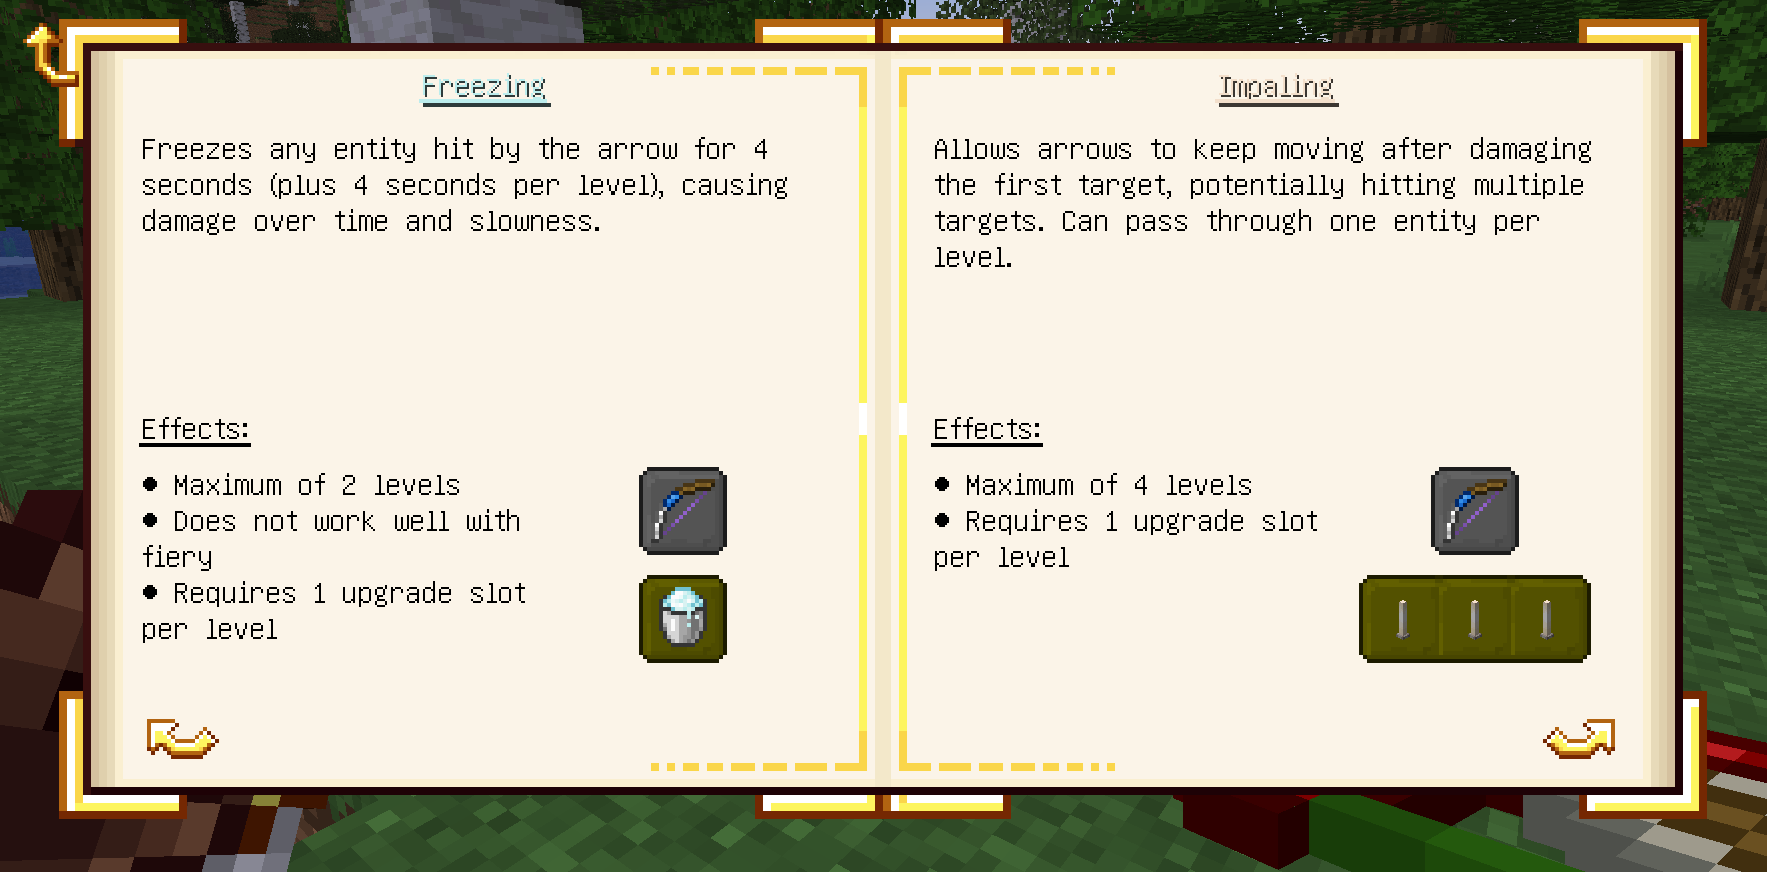 Freezing
Freezes any entity hit by the arrow for 4
seconds (plus 4 seconds per level), causing
damage over time and slowness.
Effects:
● Maximum of 2 levels
● Does not work well with
fiery
● Requires 1 upgrade slot
per level
Impaling
Allows arrows to keep moving after damaging
the first target, potentially hitting multiple
targets. Can pass through one entity per
level.
Effects:
● Maximum of 4 levels
● Requires 1 upgrade slot
per level